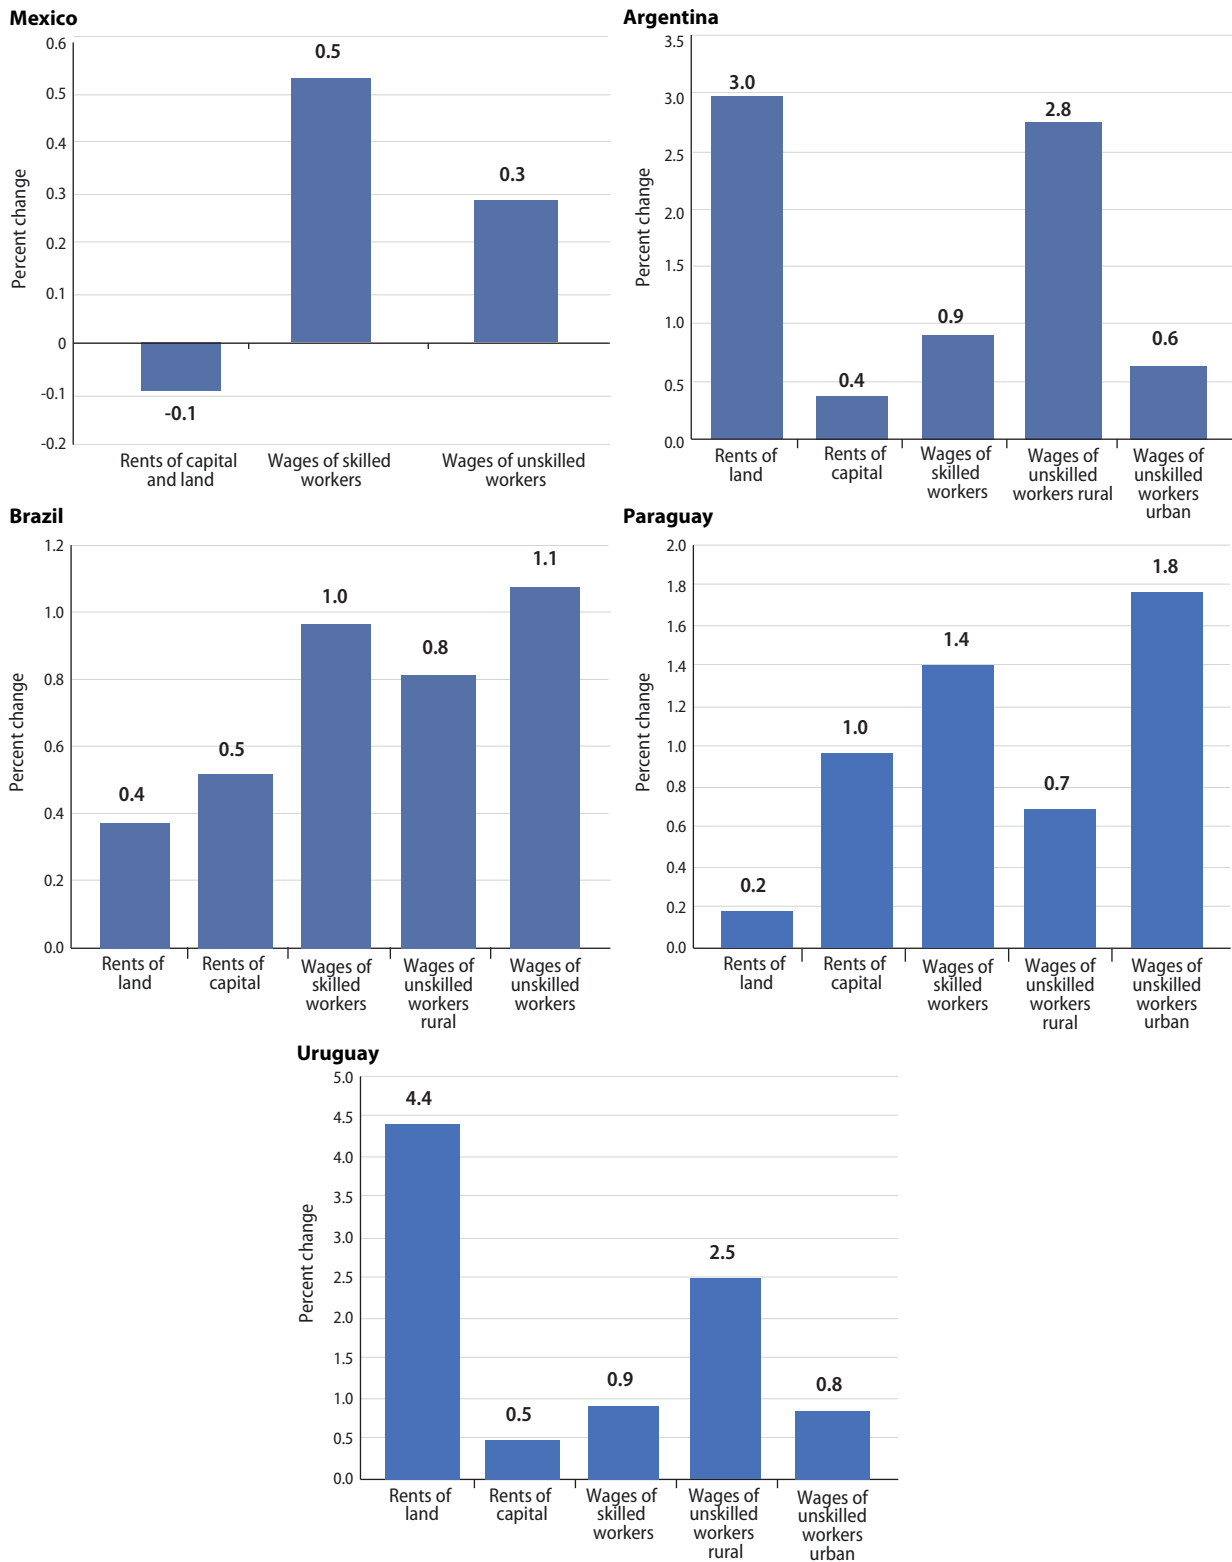 Mexico
Percent change
0.6
0.5
0.4
0.3
0.2
0.1
0
-0.1
-0.2
-0.1
0.5
0.3
Rents of capital
and land
Wages of skilled
workers
Wages of unskilled
workers
Argentina
Percent change
3.5
3.0
2.5
2.0
1.5
1.0
0.5
0.0
3.0
0.4
0.9
2.8
0.6
Rents of
land
Rents of
capital
Wages of
skilled
workers
Wages of
unskilled
workers rural
Wages of
unskilled
workers
urban
Brazil
Percent change
1.2
1.0
0.8
0.6
0.4
0.2
0.0
0.4
0.5
1.0
0.8
1.1
Rents of
land
Rents of
capital
Wages of
skilled
workers
Wages of
unskilled
workers
rural
Wages of
unskilled
workers
Paraguay
Percent change
2.0
1.8
1.6
1.4
1.2
1.0
0.8
0.6
0.4
0.2
0.0
0.2
1.0
1.4
0.7
1.8
Rents of
land
Rents of
capital
Wages of
skilled
workers
Wages of
unskilled
workers
rural
Wages of
unskilled
workers
urban
Uruguay
Percent change
5.0
4.5
4.0
3.5
3.0
2.5
2.0
1.5
1.0
0.5
0.0
4.4
0.5
0.9
2.5
0.8
Rents of
land
Rents of
capital
Wages of
skilled
workers
Wages of
unskilled
workers
rural
Wages of
unskilled
workers
urban